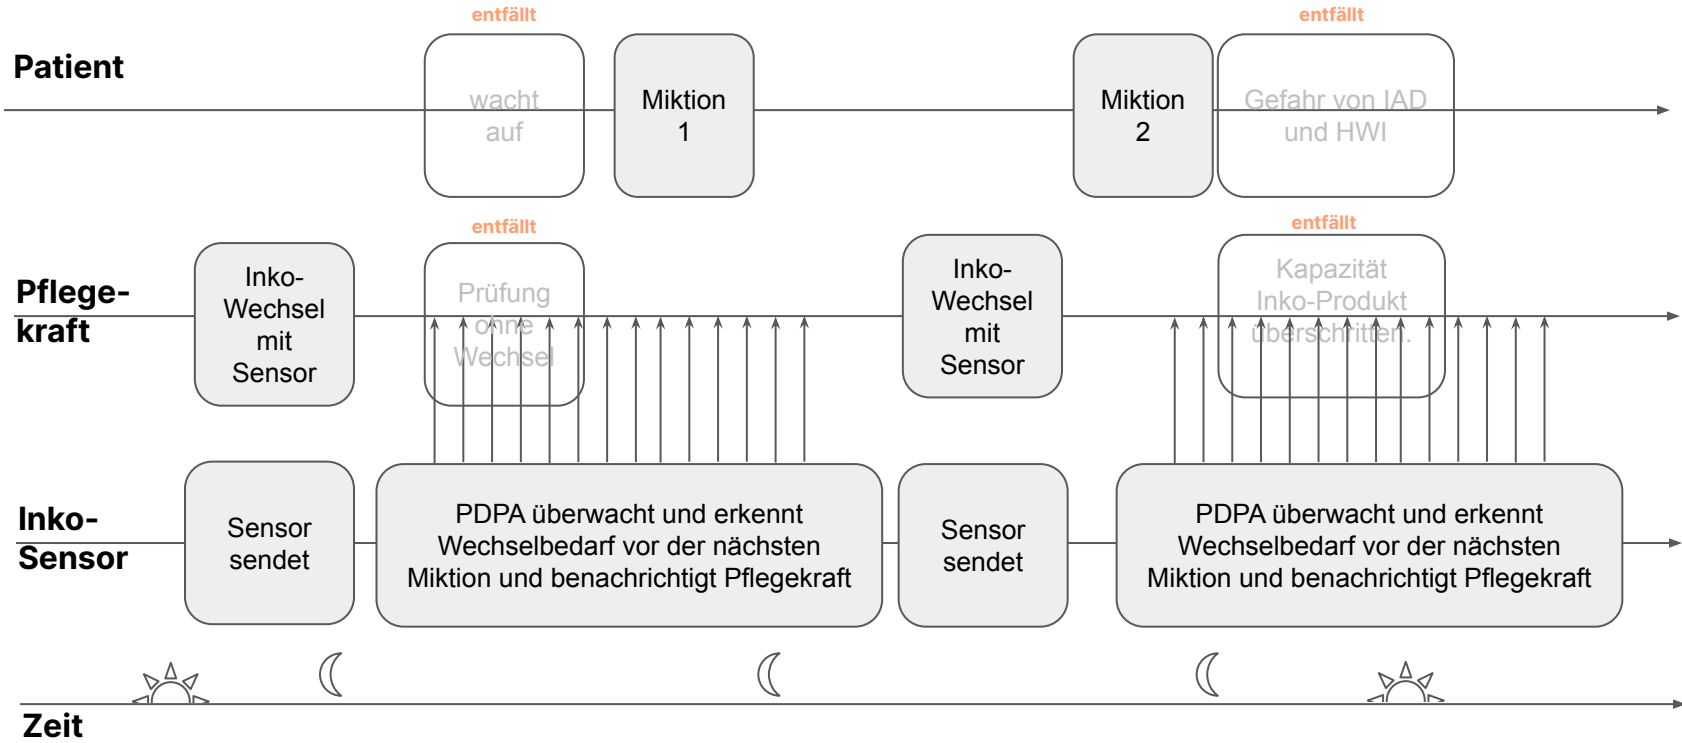 entfällt
entfällt
Patient
wacht
auf
Miktion
1
Miktion
2
Gefahr von IAD
und HWI
entfällt
entfällt
Pflege-
kraft
Inko-
Wechsel
mit
Sensor
Prüfung
ohne
Wechsel
Inko-
Wechsel
mit
Sensor
Kapazität
Inko-Produkt
überschritten.
Inko-
Sensor
Sensor
sendet
PDPA überwacht und erkennt
Wechselbedarf vor der nächsten
Miktion und benachrichtigt Pflegekraft
Sensor
sendet
PDPA überwacht und erkennt
Wechselbedarf vor der nächsten
Miktion und benachrichtigt Pflegekraft
Zeit